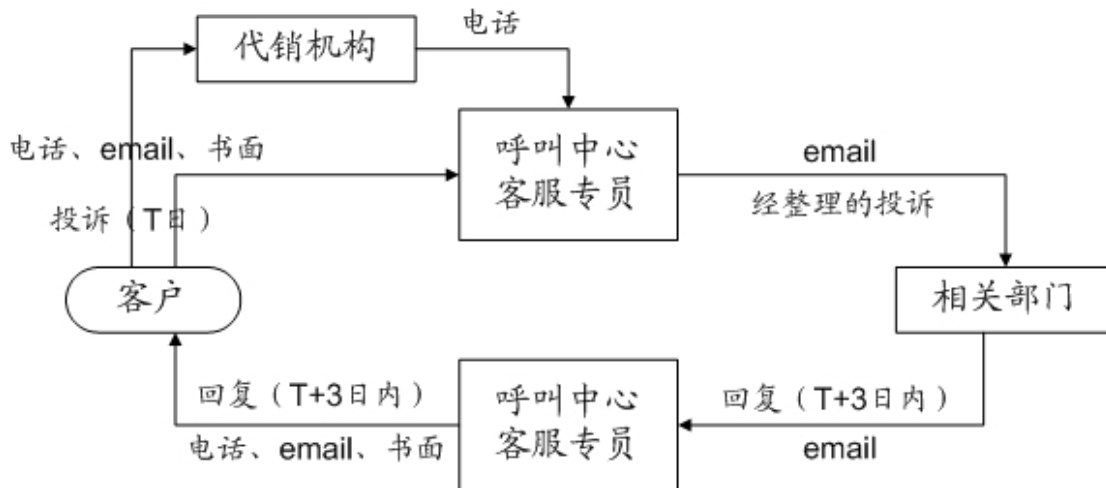 代销机构
电话
电话、email、书面
呼叫中心
客服专员
email
经整理的投诉
投诉（T日）
客户
相关部门
回复（T+3日内）
电话、email、书面
呼叫中心
客服专员
回复（T+3日内）
email